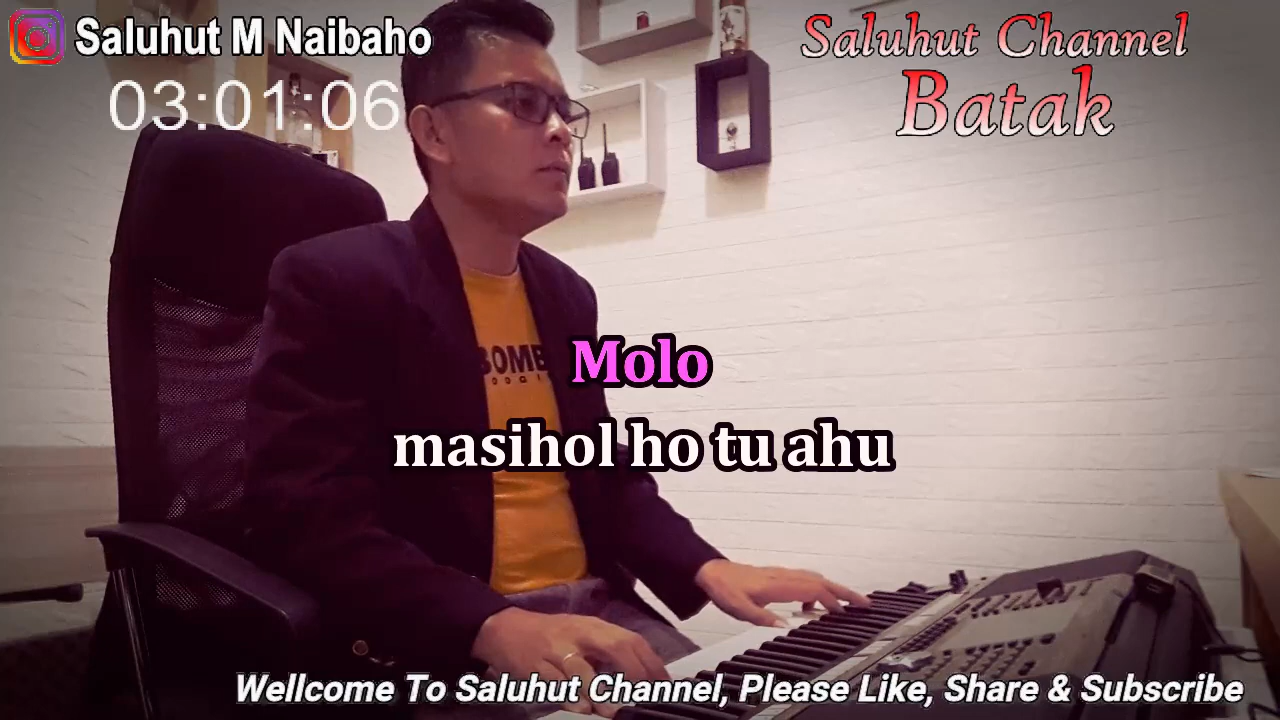 Saluhut M Naibaho
03:01:06
Saluhut Channel
Batak
BOMB
Molo
masihol ho tu ahu
Wellcome To Saluhut Channel, Please Like, Share & Subscribe